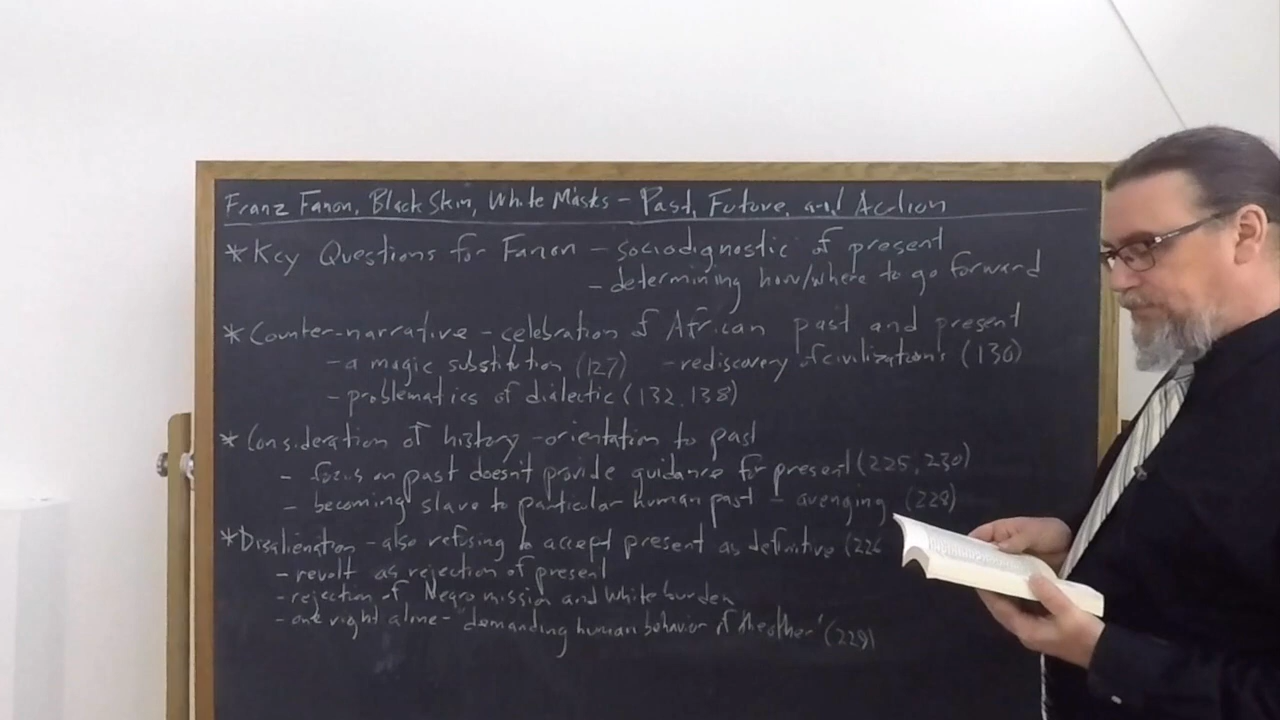 Franz Fanon, Black Skin, White Masks - Past, Future, and Action
* Key Questions for Fanon - sociodignostic of present
- determining how/where to go forward
* Counter-narrative - celebration of African past and present
- a magic substitution (127) - rediscovery of civilizations (130)
- problematics of dialectic (132, 138)
* Consideration of history - orientation to past
- focus on past doesn't provide guidance for present (225, 230)
- becoming slave to particular human past - avenging (228)
* Disalienation - also refusing to accept present as definitive (226
- revolt as rejection of present
- rejection of Negro mission and White burden
- one right alone - "demanding human behavior of the other" (229)